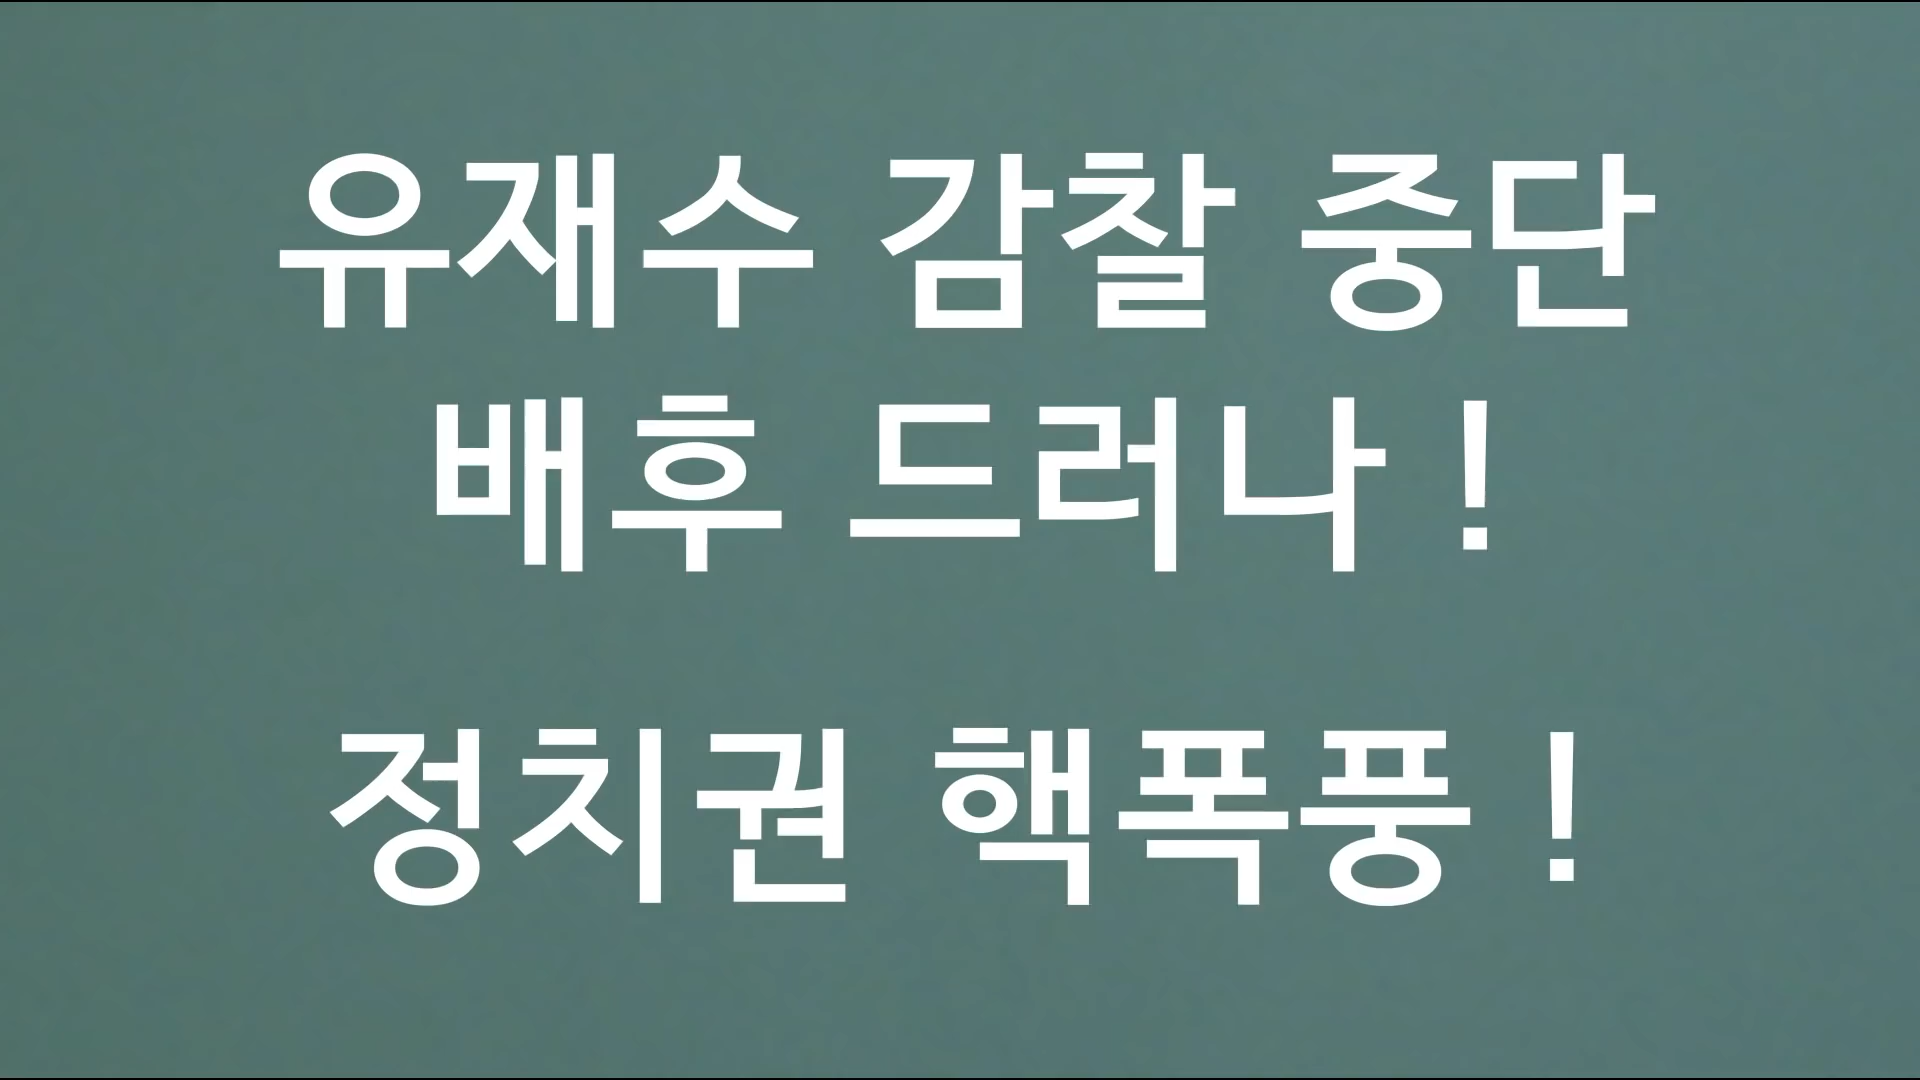 유재수 감찰 중단
배후 드러나 !
정치권 핵폭풍 !